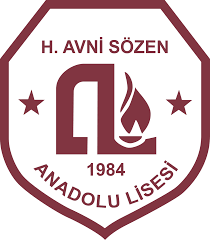 H. AVNİ SÖZEN
1984
ANADOLU LİSESİ